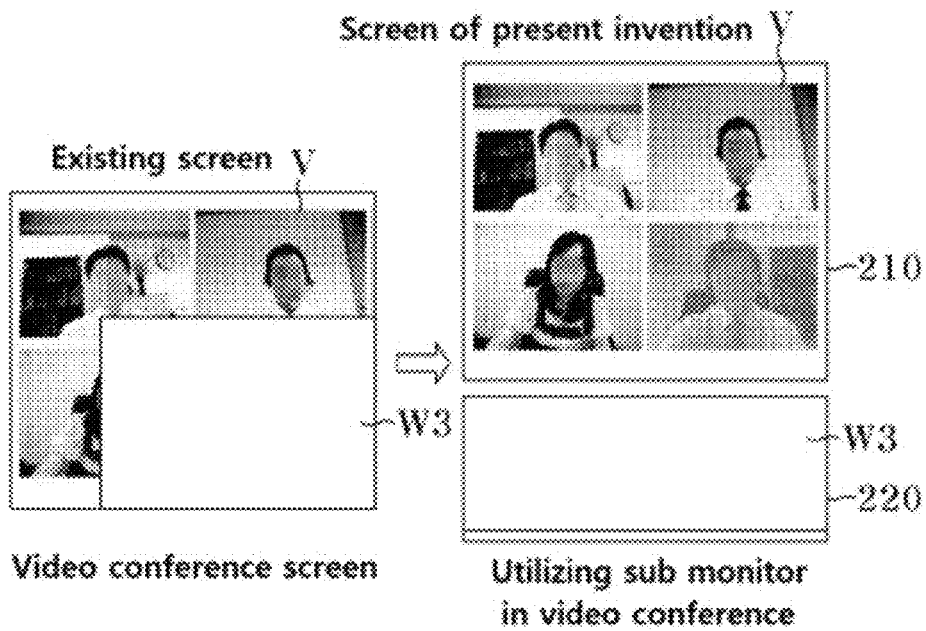 Screen of present invention V
Existing screen V
210
W3
W3
220
Video conference screen
Utilizing sub monitor
in video conference